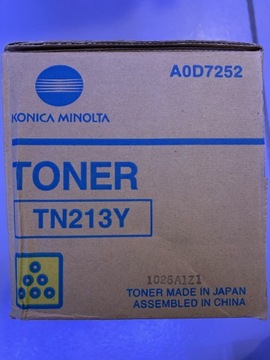 A0D7252
KONICA MINOLTA
TONER
TN213Y
1026A1Z1
TONER MADE IN JAPAN
ASSEMBLED IN CHINA